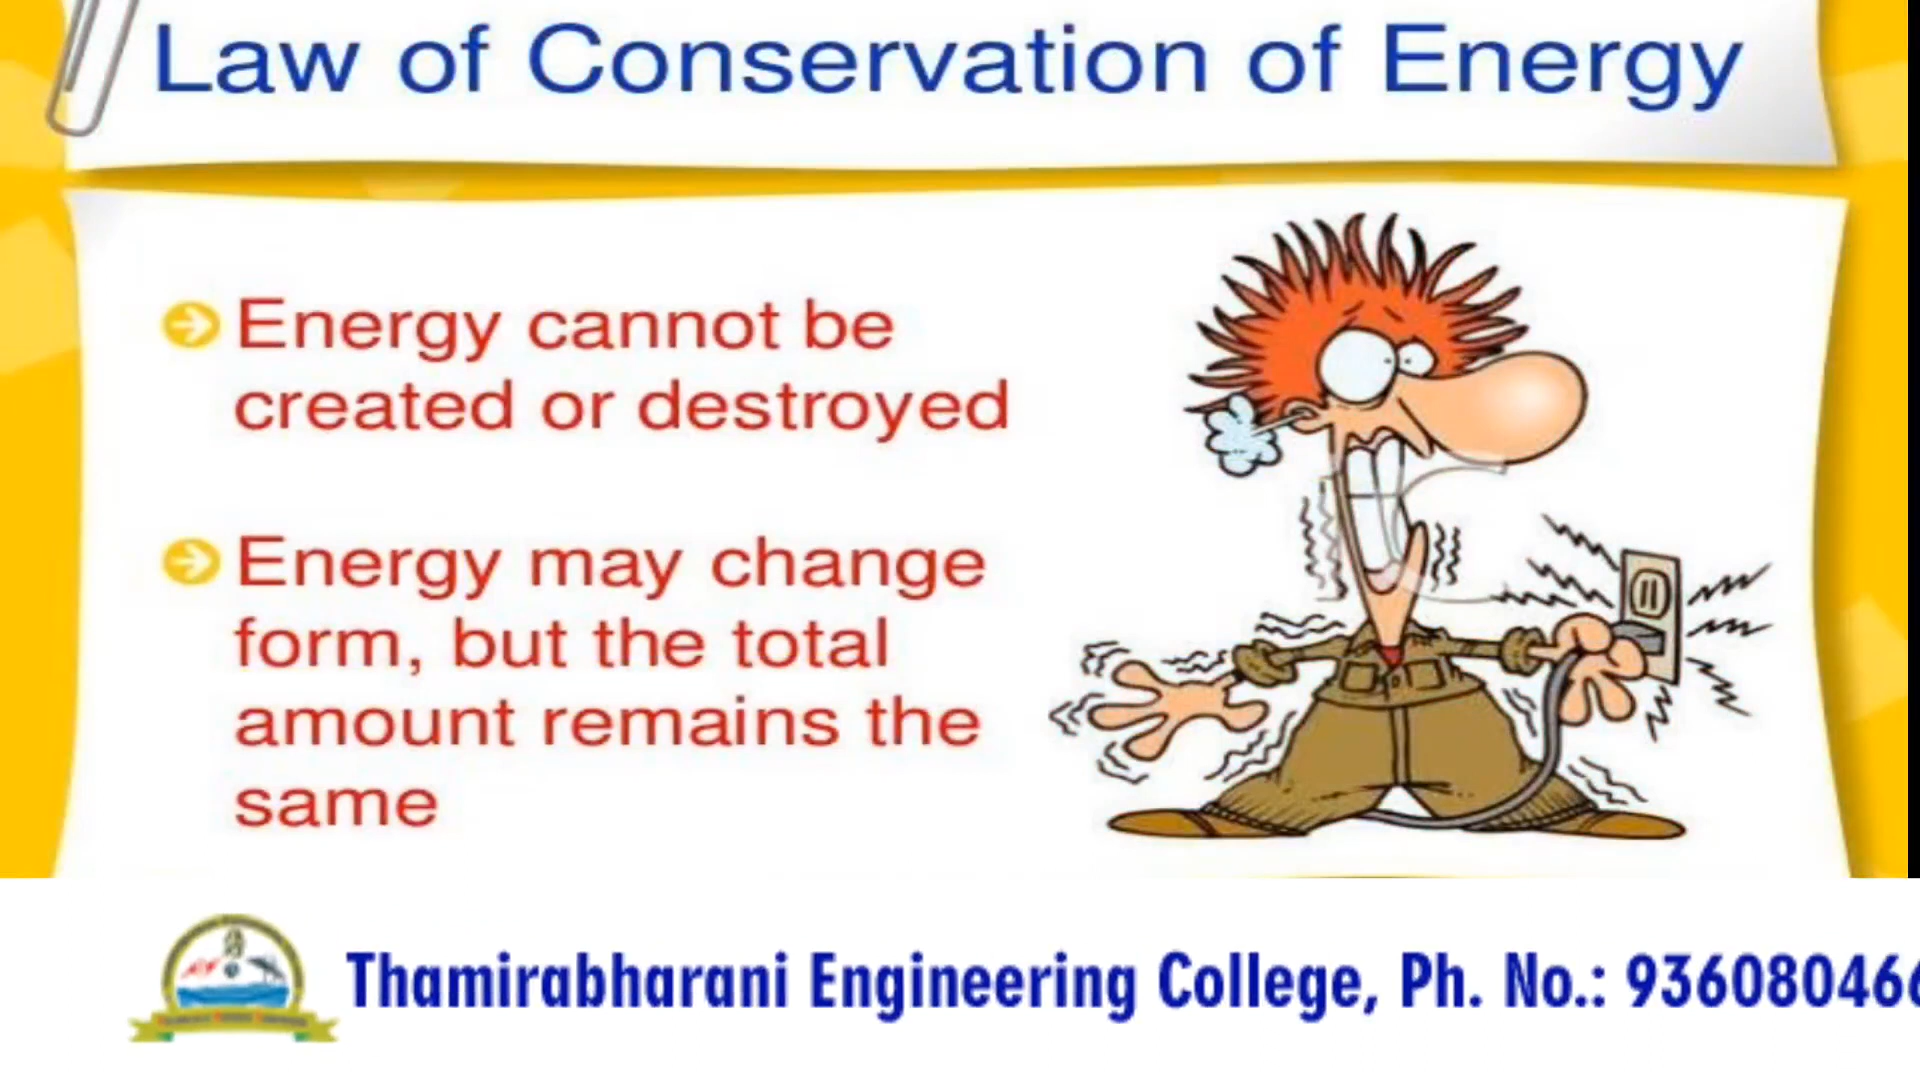 Law of Conservation of Energy
Energy cannot be
created or destroyed
Energy may change
form, but the total
amount remains the
same
Thamirabharani Engineering College, Ph. No.: 936080466